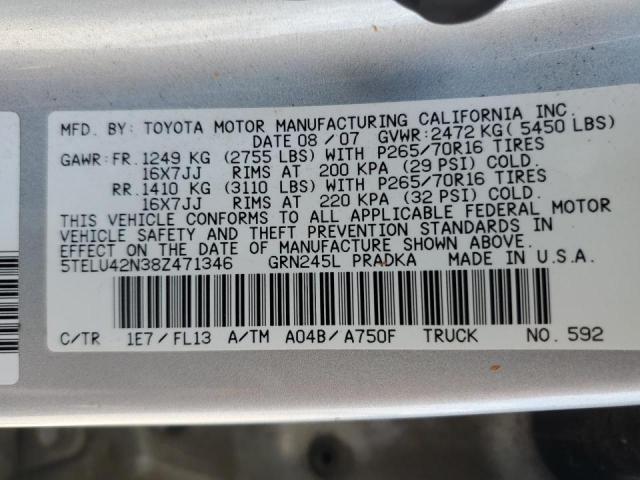 MFD. BY: TOYOTA MOTOR MANUFACTURING CALIFORNIA INC.
DATE 08/07 GVWR:2472 KG( 5450 LBS)
GAWR: FR. 1249 KG (2755 LBS) WITH P265/70R16 TIRES
16X7JJ RIMS AT 200 KPA (29 PSI) COLD.
RR. 1410 KG (3110 LBS) WITH P265/70R16 TIRES
16X7JJ RIMS AT 220 KPA (32 PSI) COLD.
THIS VEHICLE CONFORMS TO ALL APPLICABLE FEDERAL MOTOR
VEHICLE SAFETY AND THEFT PREVENTION STANDARDS IN
EFFECT ON THE DATE OF MANUFACTURE SHOWN ABOVE.
5TELU42N38Z471346 GRN245L PRADKA MADE IN U.S.A.
C/TR 1E7/FL13 A/TM A04B/A750F TRUCK NO. 592